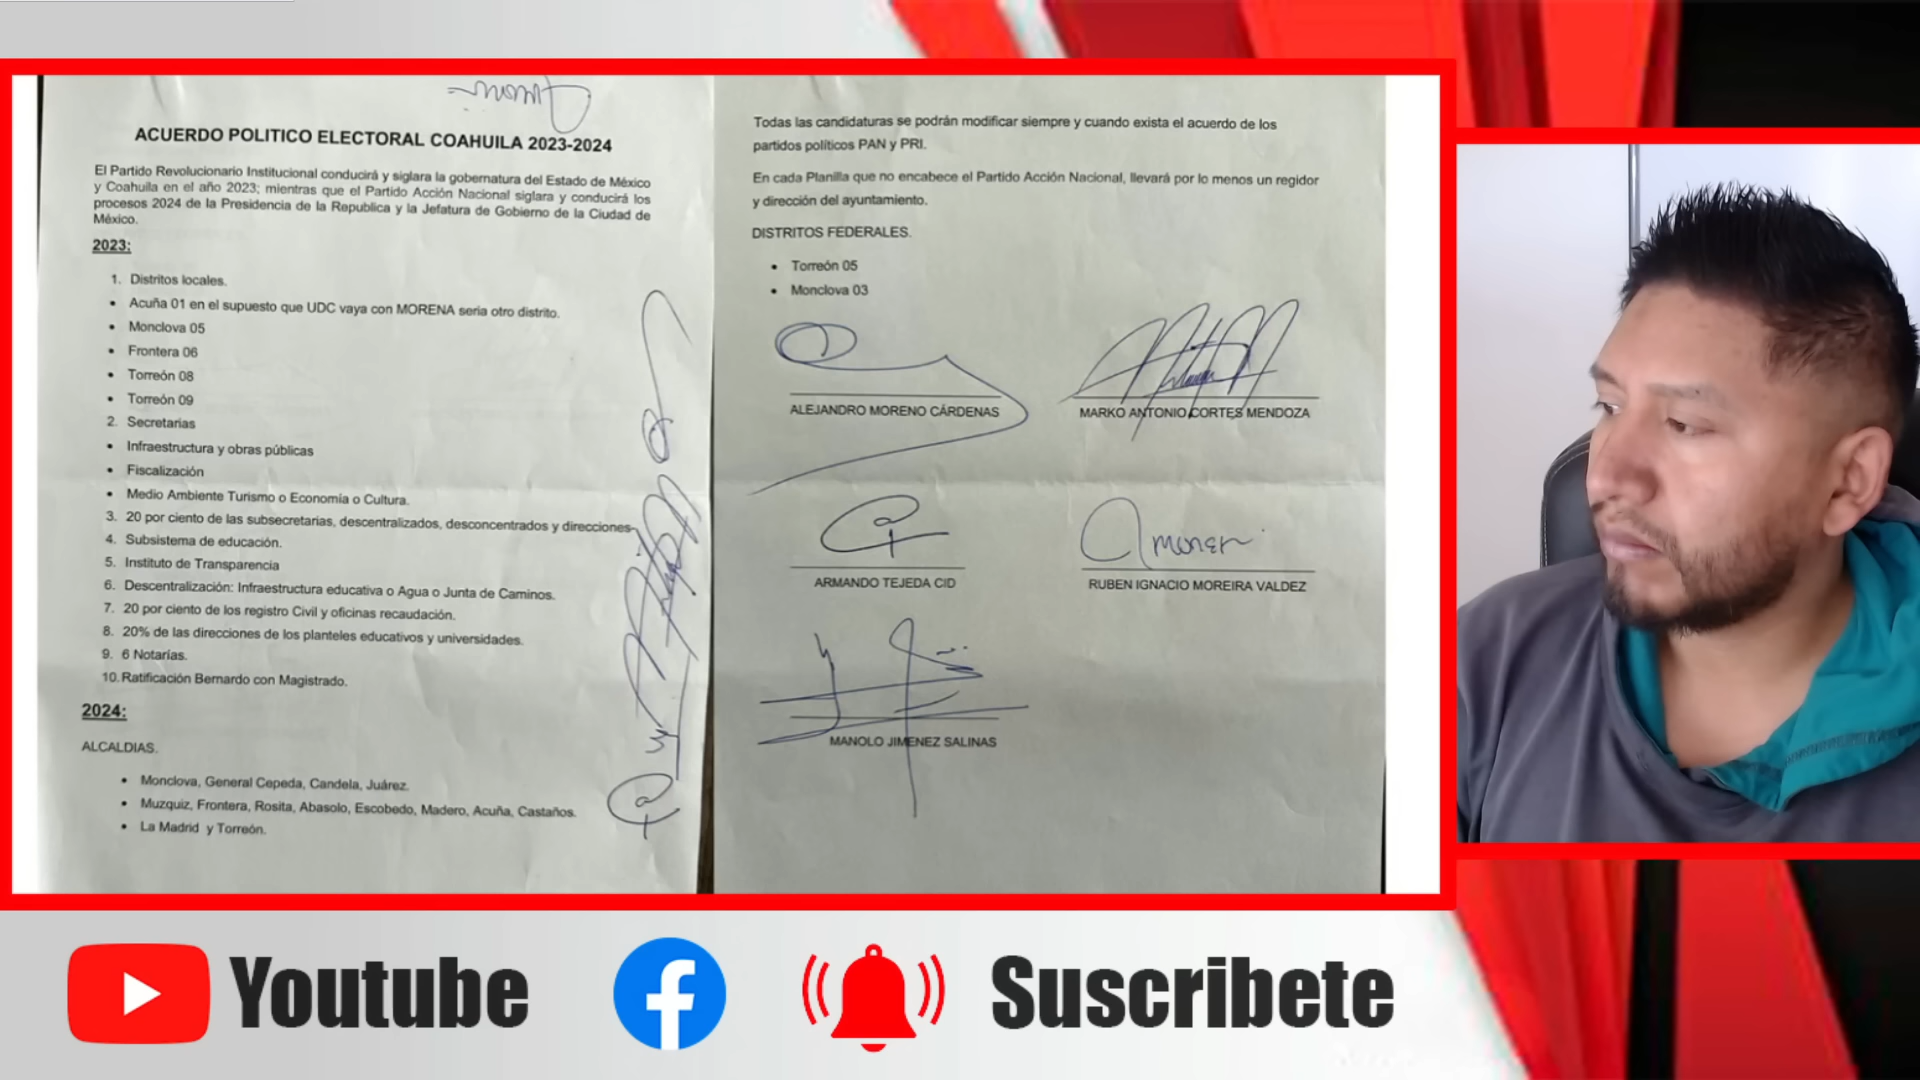 ACUERDO POLITICO ELECTORAL COAHUILA 2023-2024
El Partido Revolucionario Institucional conducirá y siglara la gobernatura del Estado de México
y Coahuila en el año 2023; mientras que el Partido Acción Nacional siglara y conducirá los
procesos 2024 de la Presidencia de la Republica y la Jefatura de Gobierno de la Ciudad de
México.
2023:
1. Distritos locales.
• Acuña 01 en el supuesto que UDC vaya con MORENA seria otro distrito.
• Monclova 05
• Frontera 06
• Torreón 08
• Torreón 09
2. Secretarias
• Infraestructura y obras públicas
• Fiscalización
• Medio Ambiente Turismo o Economía o Cultura.
3. 20 por ciento de las subsecretarias, descentralizados, desconcentrados y direcciones
4. Subsistema de educación.
5. Instituto de Transparencia
6. Descentralización: Infraestructura educativa o Agua o Junta de Caminos.
7. 20 por ciento de los registro Civil y oficinas recaudación.
8. 20% de las direcciones de los planteles educativos y universidades.
9. 6 Notarías.
10. Ratificación Bernardo con Magistrado.
2024:
ALCALDIAS.
• Monclova, General Cepeda, Candela, Juárez.
• Muzquiz, Frontera, Rosita, Abasolo, Escobedo, Madero, Acuña, Castaños.
• La Madrid y Torreón.
Todas las candidaturas se podrán modificar siempre y cuando exista el acuerdo de los
partidos políticos PAN y PRI.
En cada Planilla que no encabece el Partido Acción Nacional, llevará por lo menos un regidor
y dirección del ayuntamiento.
DISTRITOS FEDERALES.
• Torreón 05
• Monclova 03
ALEJANDRO MORENO CÁRDENAS
MARKO ANTONIO CORTES MENDOZA
ARMANDO TEJEDA CID
RUBEN IGNACIO MOREIRA VALDEZ
MANOLO JIMENEZ SALINAS
Youtube
Suscribete